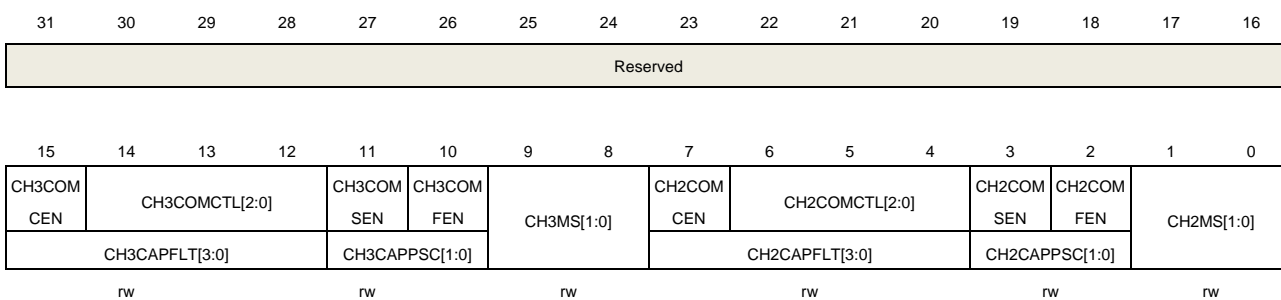 31 30 29 28 27 26 25 24 23 22 21 20 19 18 17 16
Reserved
15 14 13 12 11 10 9 8 7 6 5 4 3 2 1 0
CH3COM CEN CH3COMCTL[2:0] CH3COM SEN CH3COM FEN CH3MS[1:0] CH2COM CEN CH2COMCTL[2:0] CH2COM SEN CH2COM FEN CH2MS[1:0]
CH3CAPFLT[3:0] CH3CAPPSC[1:0] CH2CAPFLT[3:0] CH2CAPPSC[1:0]
rw rw rw rw rw rw